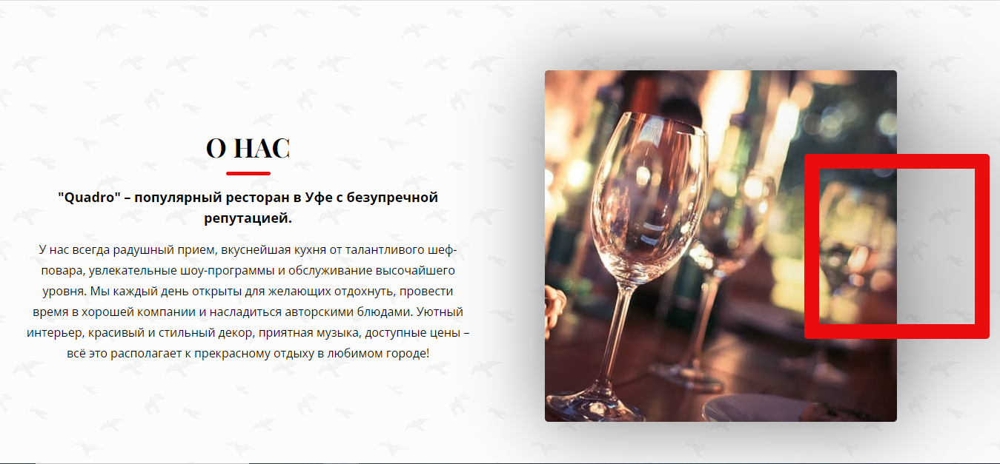 О НАС
"Quadro" – популярный ресторан в Уфе с безупречной
репутацией.
У нас всегда радушный прием, вкуснейшая кухня от талантливого шеф-
повара, увлекательные шоу-программы и обслуживание высочайшего
уровня. Мы каждый день открыты для желающих отдохнуть, провести
время в хорошей компании и насладиться авторскими блюдами. Уютный
интерьер, красивый и стильный декор, приятная музыка, доступные цены –
всё это располагает к прекрасному отдыху в любимом городе!